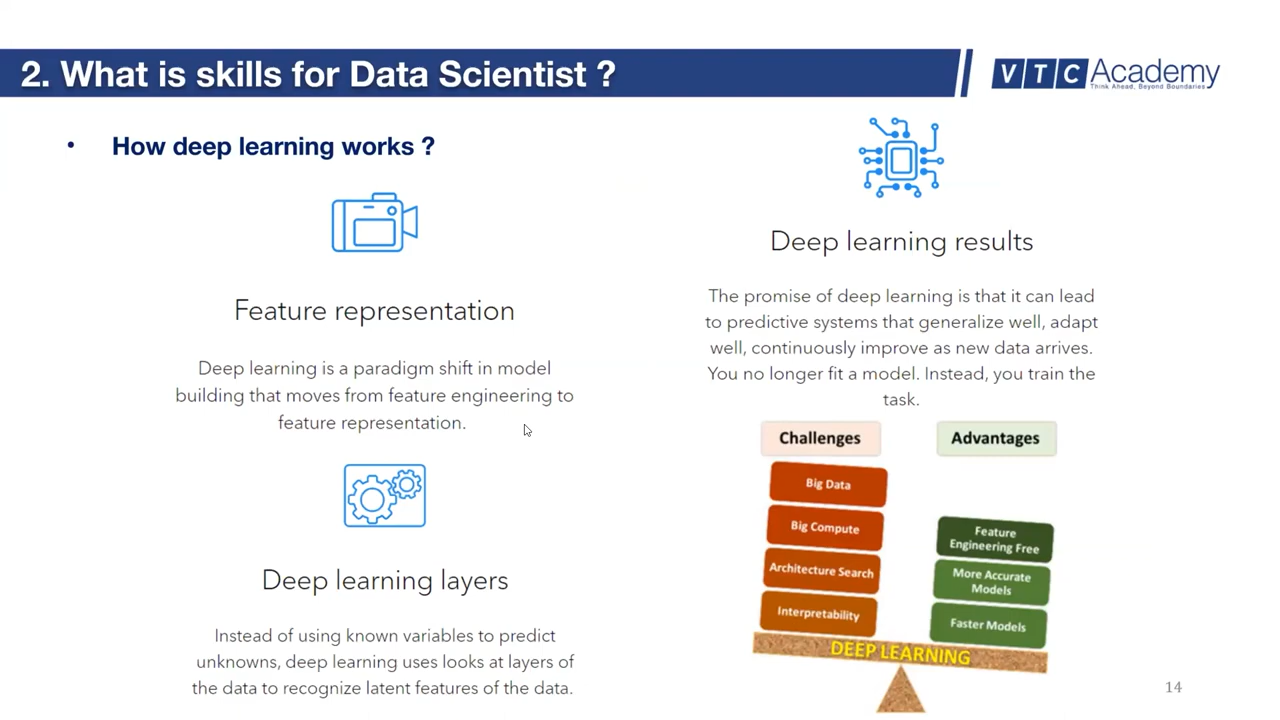 2. What is skills for Data Scientist ?
VTC Academy
Think Ahead, Beyond Boundaries
• How deep learning works ?
Feature representation
Deep learning is a paradigm shift in model
building that moves from feature engineering to
feature representation.
Deep learning layers
Instead of using known variables to predict
unknowns, deep learning uses looks at layers of
the data to recognize latent features of the data.
Deep learning results
The promise of deep learning is that it can lead
to predictive systems that generalize well, adapt
well, continuously improve as new data arrives.
You no longer fit a model. Instead, you train the
task.
Challenges
Big Data
Big Compute
Architecture Search
Interpretability
Advantages
Feature
Engineering Free
More Accurate
Models
Faster Models
DEEP LEARNING
14